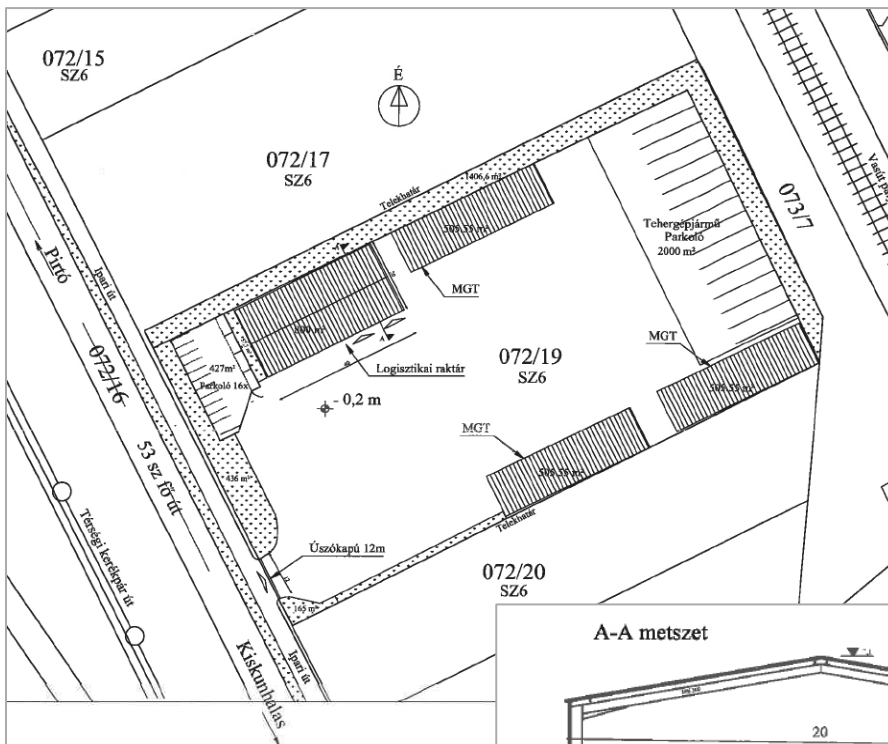 072/15
SZ6
É
072/17
SZ6
Telekhatár
1406,6 m²
505.55 m²
MGT
Vasút
073/7
Tehergépjármű
Parkoló
2000 m²
Pirtó
Ipari út
072/16
800 m²
A
Logisztikai raktár
427m²
Parkoló 16x
072/19
SZ6
MGT
505.55 m²
- 0,2 m
MGT
505.55 m²
Telekhatár
53 sz fő út
436 m²
Térségi kerékpár út
Úszókapú 12m
12
165 m²
072/20
SZ6
Ipari út
Kiskunhalas
A-A metszet
20